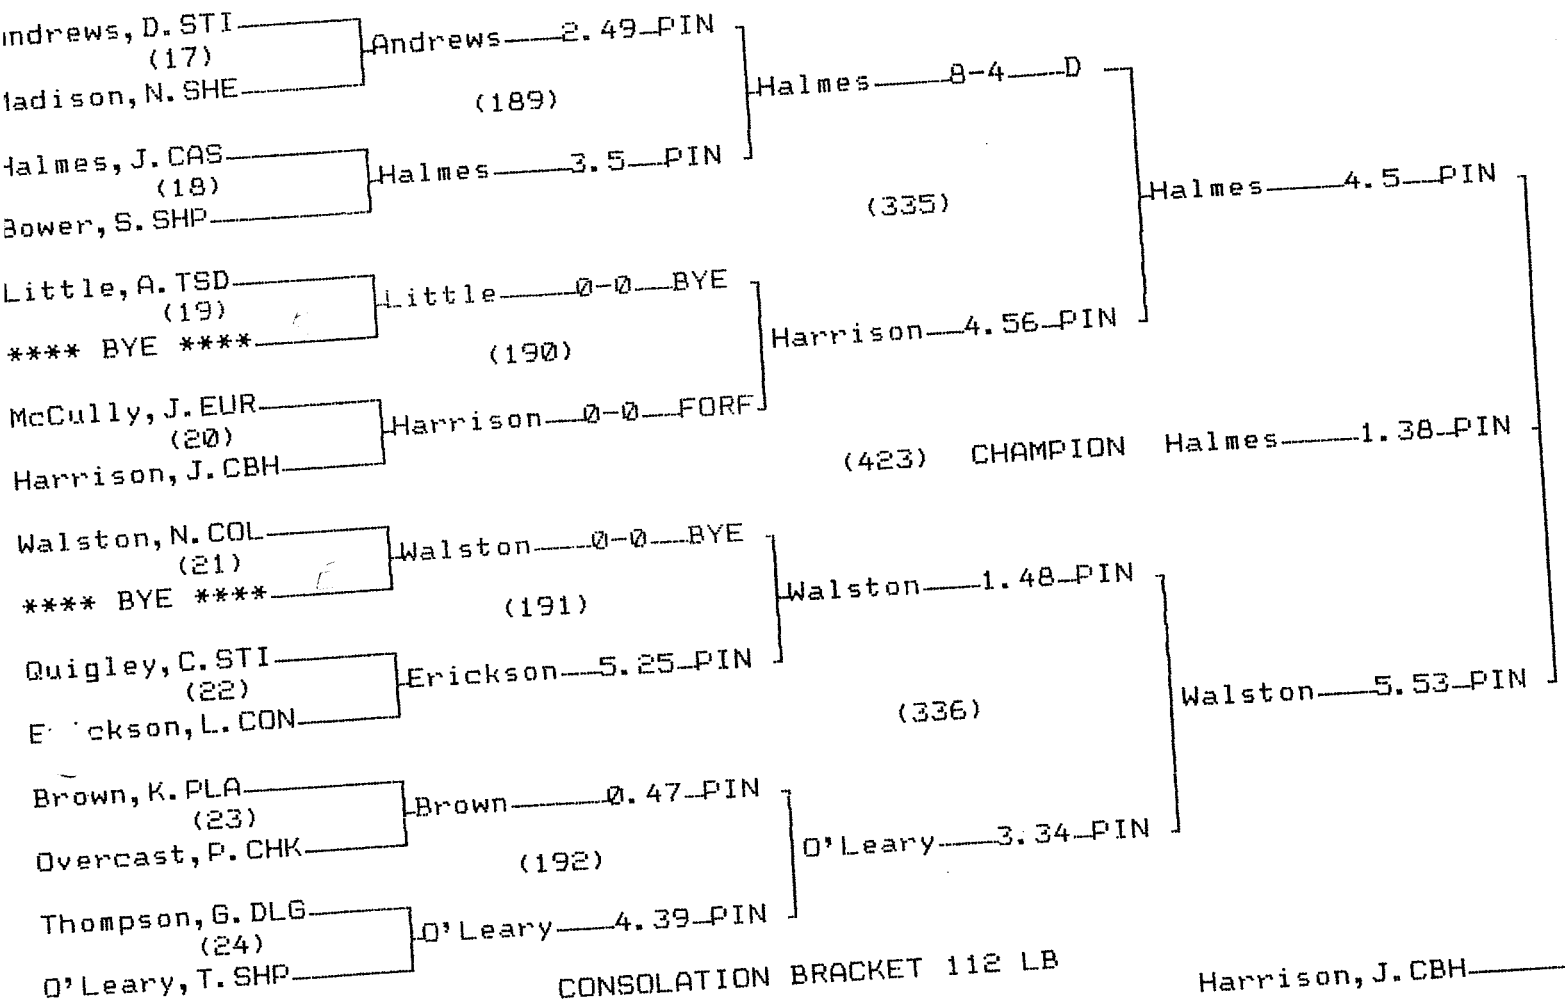 ndrews, D. STI
(17) Andrews 2.49 PIN
adison, N. SHE
(189) Halmes 8-4 D
Halmes, J. CAS
(18) Halmes 3.5 PIN
Bower, S. SHP
(335) Halmes 4.5 PIN
Little, A. TSD
(19) Little 0-0 BYE
**** BYE ****
(190) Harrison 4.56 PIN
McCully, J. EUR
(20) Harrison 0-0 FORF
Harrison, J. CBH
(423) CHAMPION Halmes 1.38 PIN
Walston, N. COL
(21) Walston 0-0 BYE
**** BYE ****
(191) Walston 1.48 PIN
Quigley, C. STI
(22) Erickson 5.25 PIN
E ckson, L. CON
(336) Walston 5.53 PIN
Brown, K. PLA
(23) Brown 0.47 PIN
Overcast, P. CHK
(192) O'Leary 3.34 PIN
Thompson, G. DLG
(24) O'Leary 4.39 PIN
O'Leary, T. SHP
CONSOLATION BRACKET 112 LB
Harrison, J. CBH